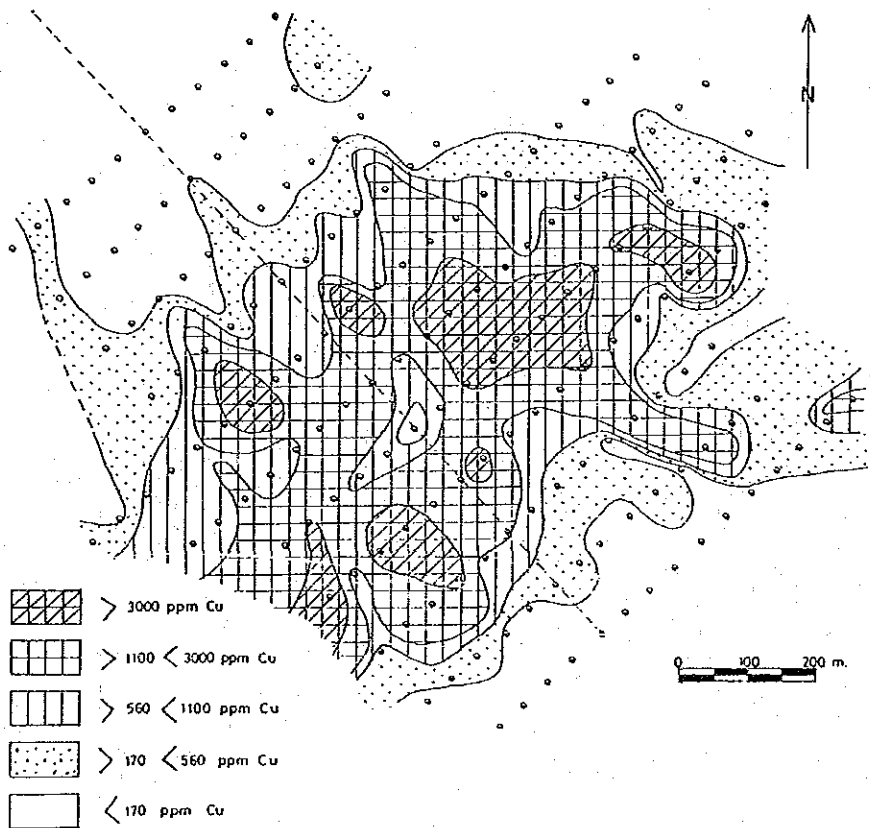 N
> 3000 ppm Cu
> 1100 < 3000 ppm Cu
> 560 < 1100 ppm Cu
> 170 < 560 ppm Cu
< 170 ppm Cu
0 100 200 m.